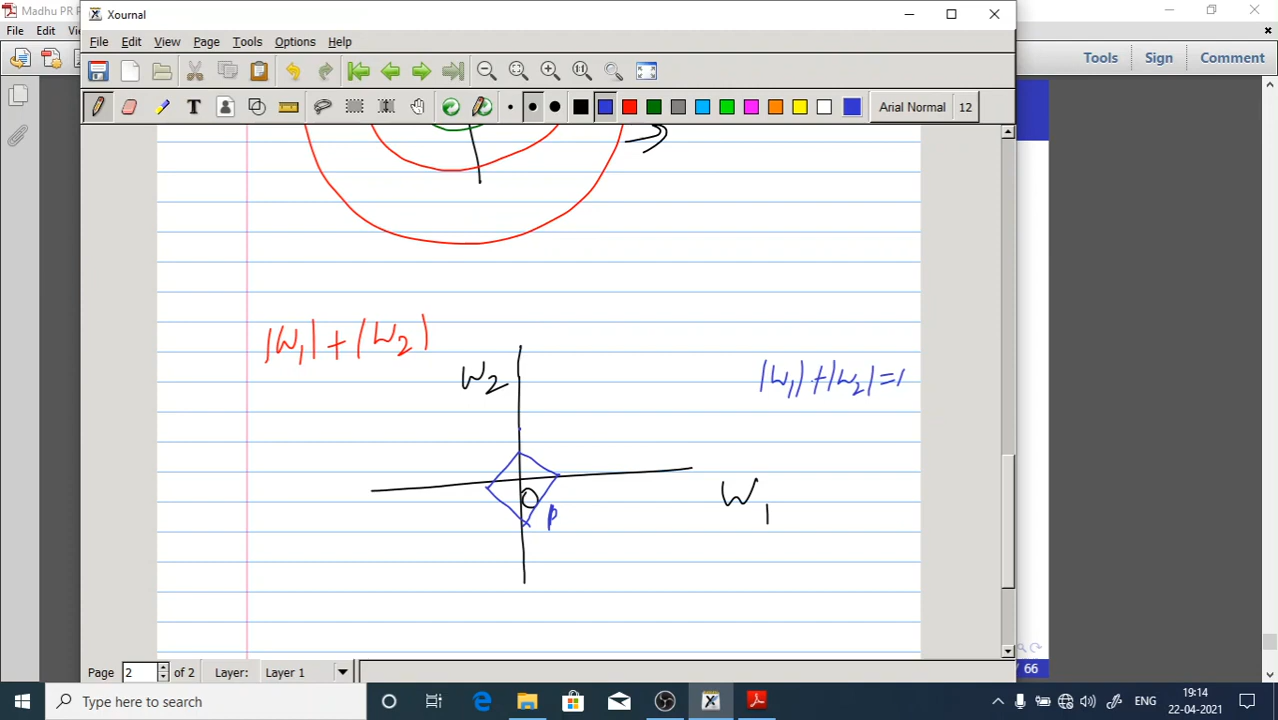 Madhu PR P
Xournal
File Edit
File Edit View Page Tools Options Help
Tools Sign Comment
Arial Normal 12
|W₁| + |W₂|
W₂
|W₁| + |W₂| = 1
W₁
O
P
Page 2 of 2 Layer: Layer 1
/ 66
Type here to search
ENG
19:14
22-04-2021